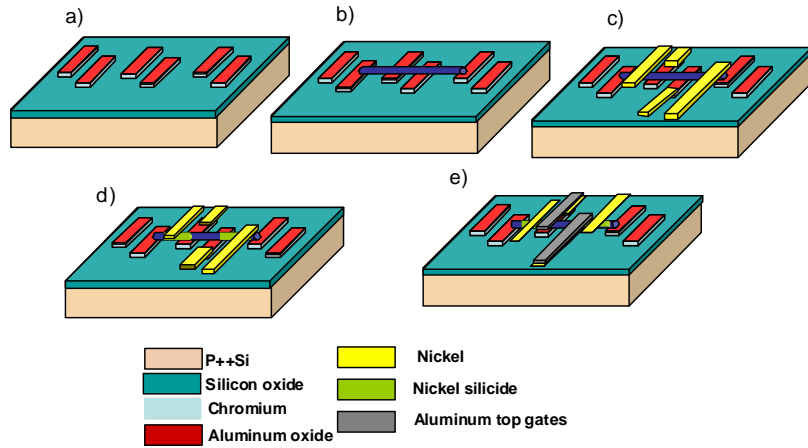 a)
b)
c)
d)
e)
P++Si
Silicon oxide
Chromium
Aluminum oxide
Nickel
Nickel silicide
Aluminum top gates